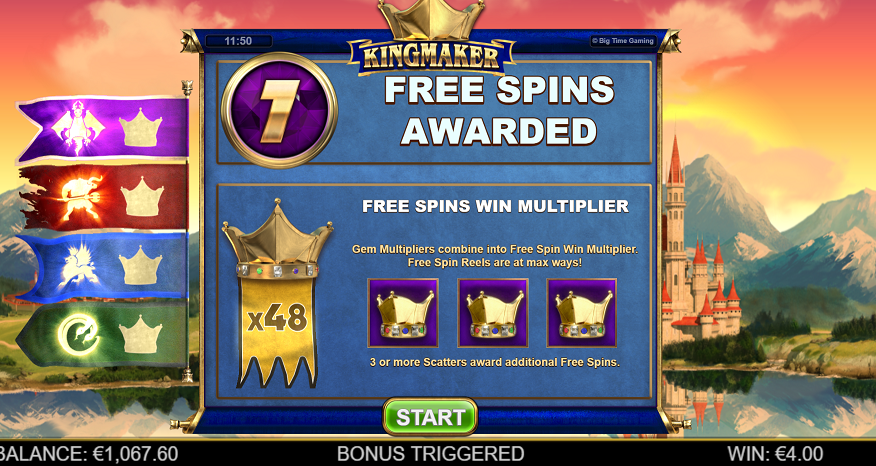 11:50
KINGMAKER
© Big Time Gaming
7
FREE SPINS
AWARDED
FREE SPINS WIN MULTIPLIER
Gem Multipliers combine into Free Spin Win Multiplier.
Free Spin Reels are at max ways!
x48
3 or more Scatters award additional Free Spins.
START
BALANCE: €1,067.60
BONUS TRIGGERED
WIN: €4.00